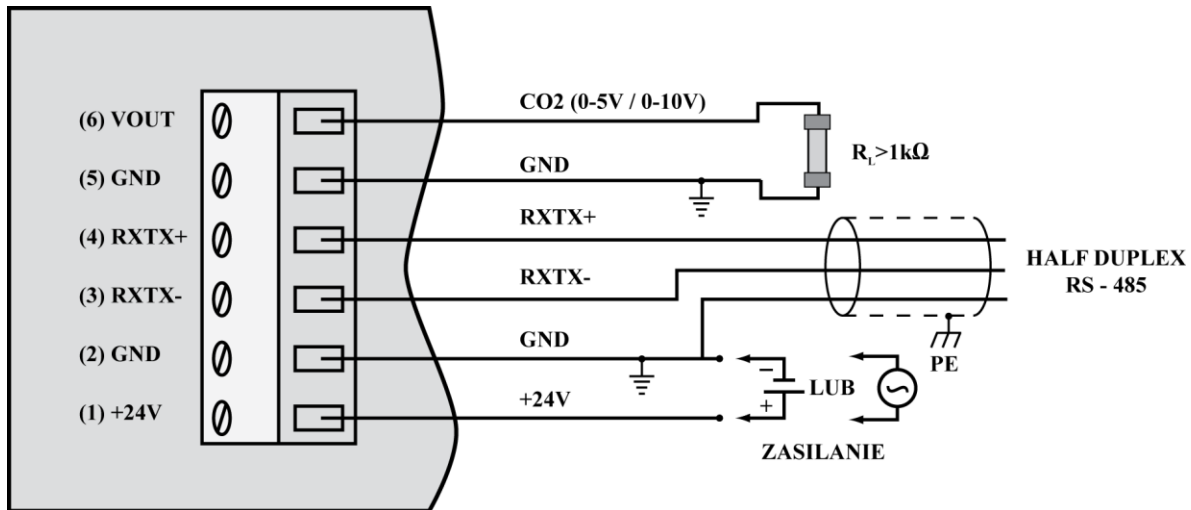 (6) VOUT
CO2 (0-5V / 0-10V)
RL>1kΩ
(5) GND
GND
(4) RXTX+
RXTX+
HALF DUPLEX
RS - 485
(3) RXTX-
RXTX-
(2) GND
GND
PE
–
LUB
+
(1) +24V
+24V
ZASILANIE